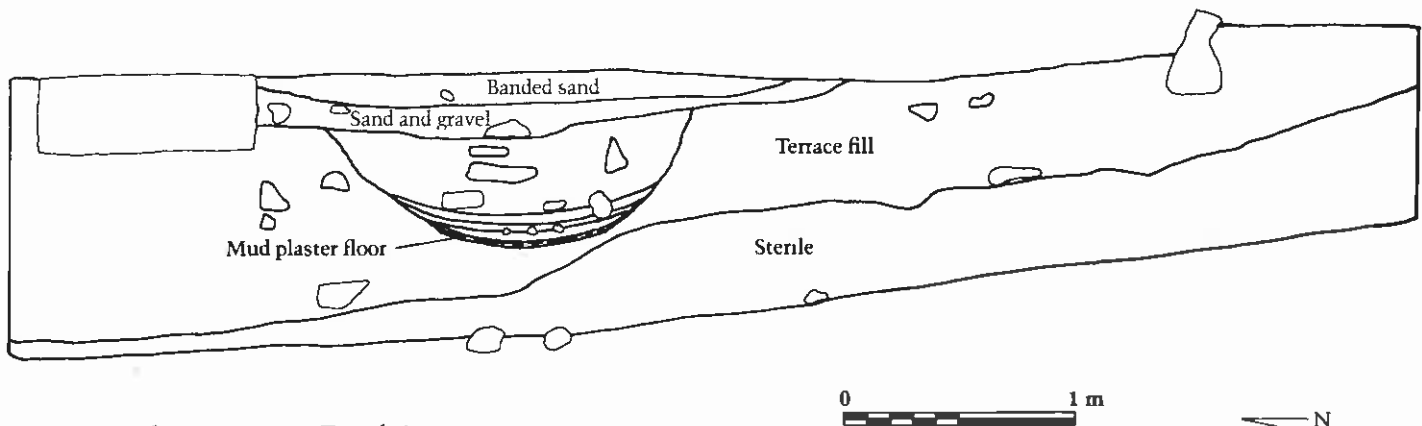 Banded sand
Sand and gravel
Terrace fill
Mud plaster floor
Sterile
0 1 m
N